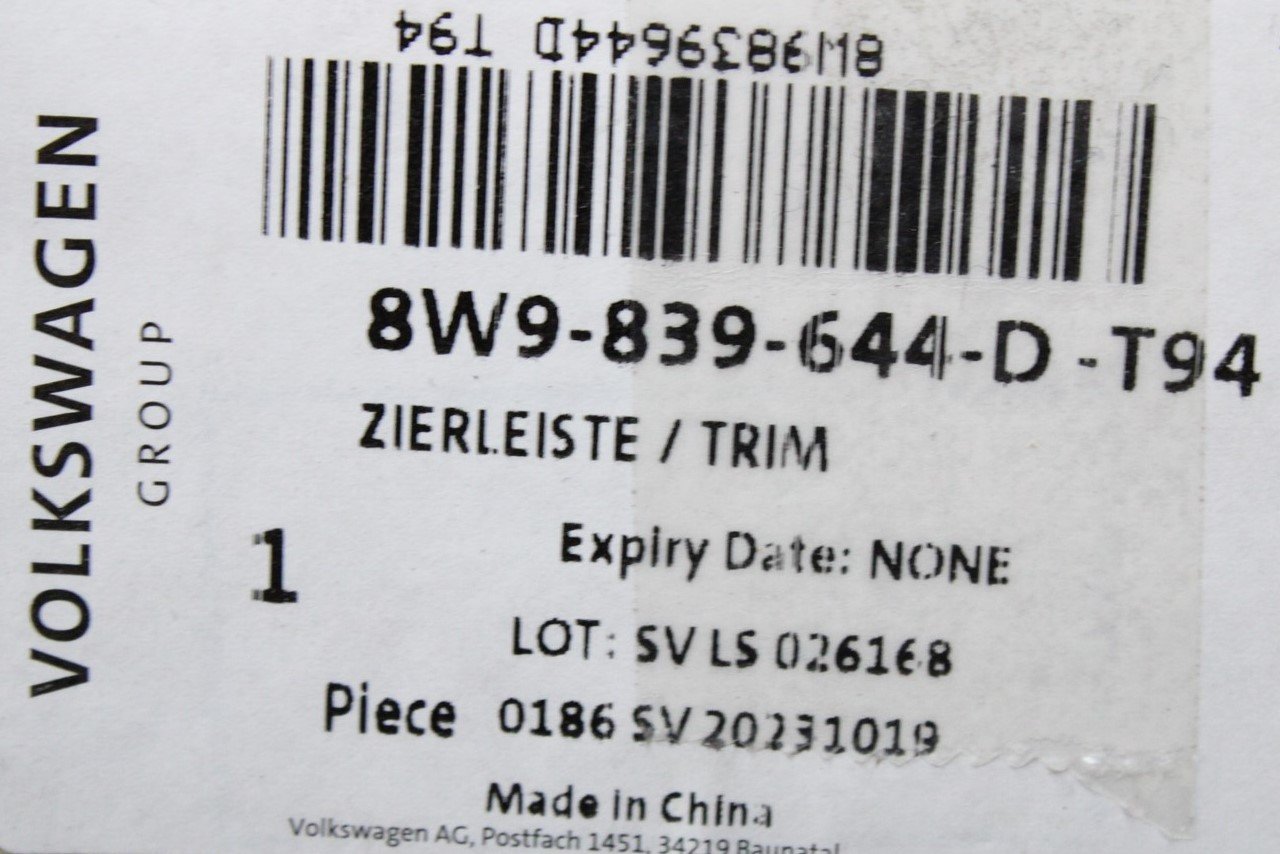 8W9839644D T94
VOLKSWAGEN
GROUP
8W9-839-644-D -T94
ZIERLEISTE / TRIM
1
Expiry Date: NONE
LOT: SV LS 026168
Piece 0186 SV 20231019
Made in China
Volkswagen AG, Postfach 1451, 34219 Baunatal